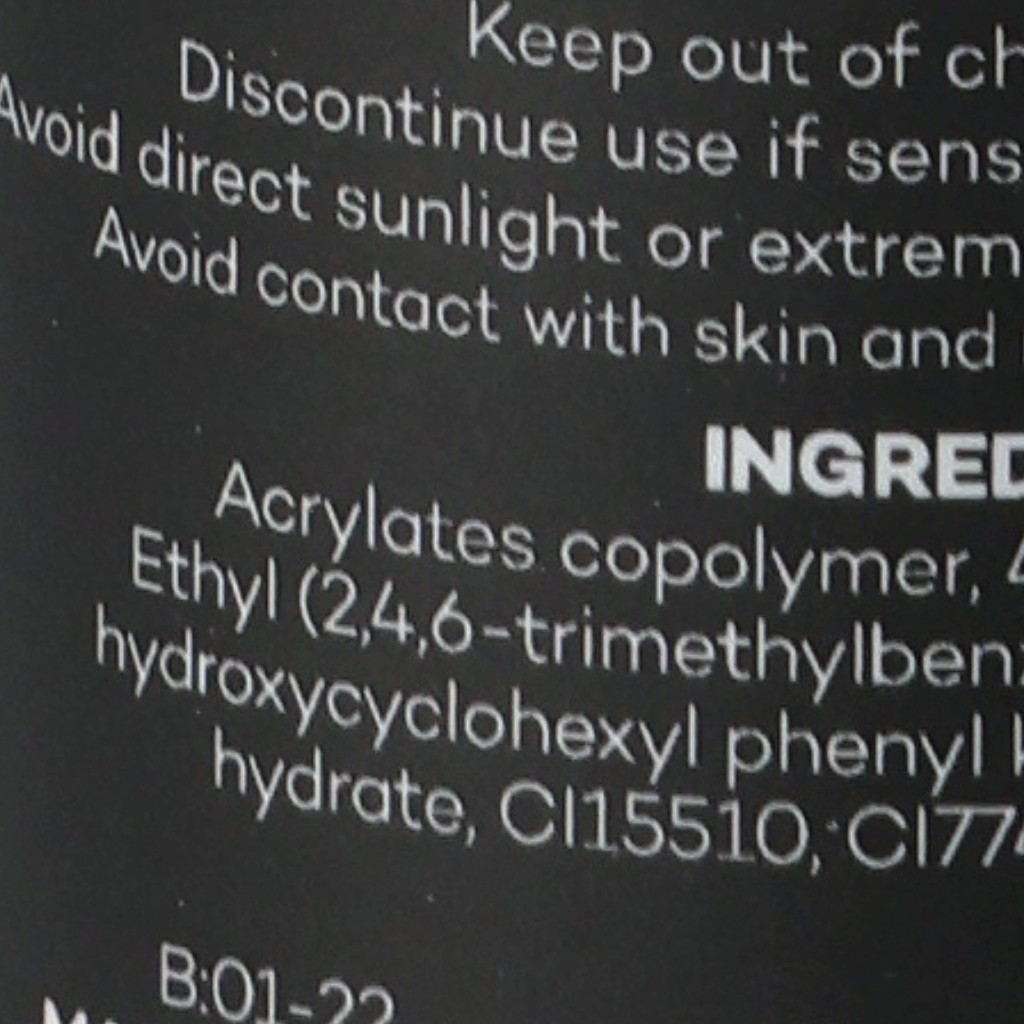 Keep out of ch
Discontinue use if sens
Avoid direct sunlight or extrem
Avoid contact with skin and
INGRED
Acrylates copolymer,
Ethyl (2,4,6-trimethylben
hydroxycyclohexyl phenyl
hydrate, CI15510, CI77
B:01-22